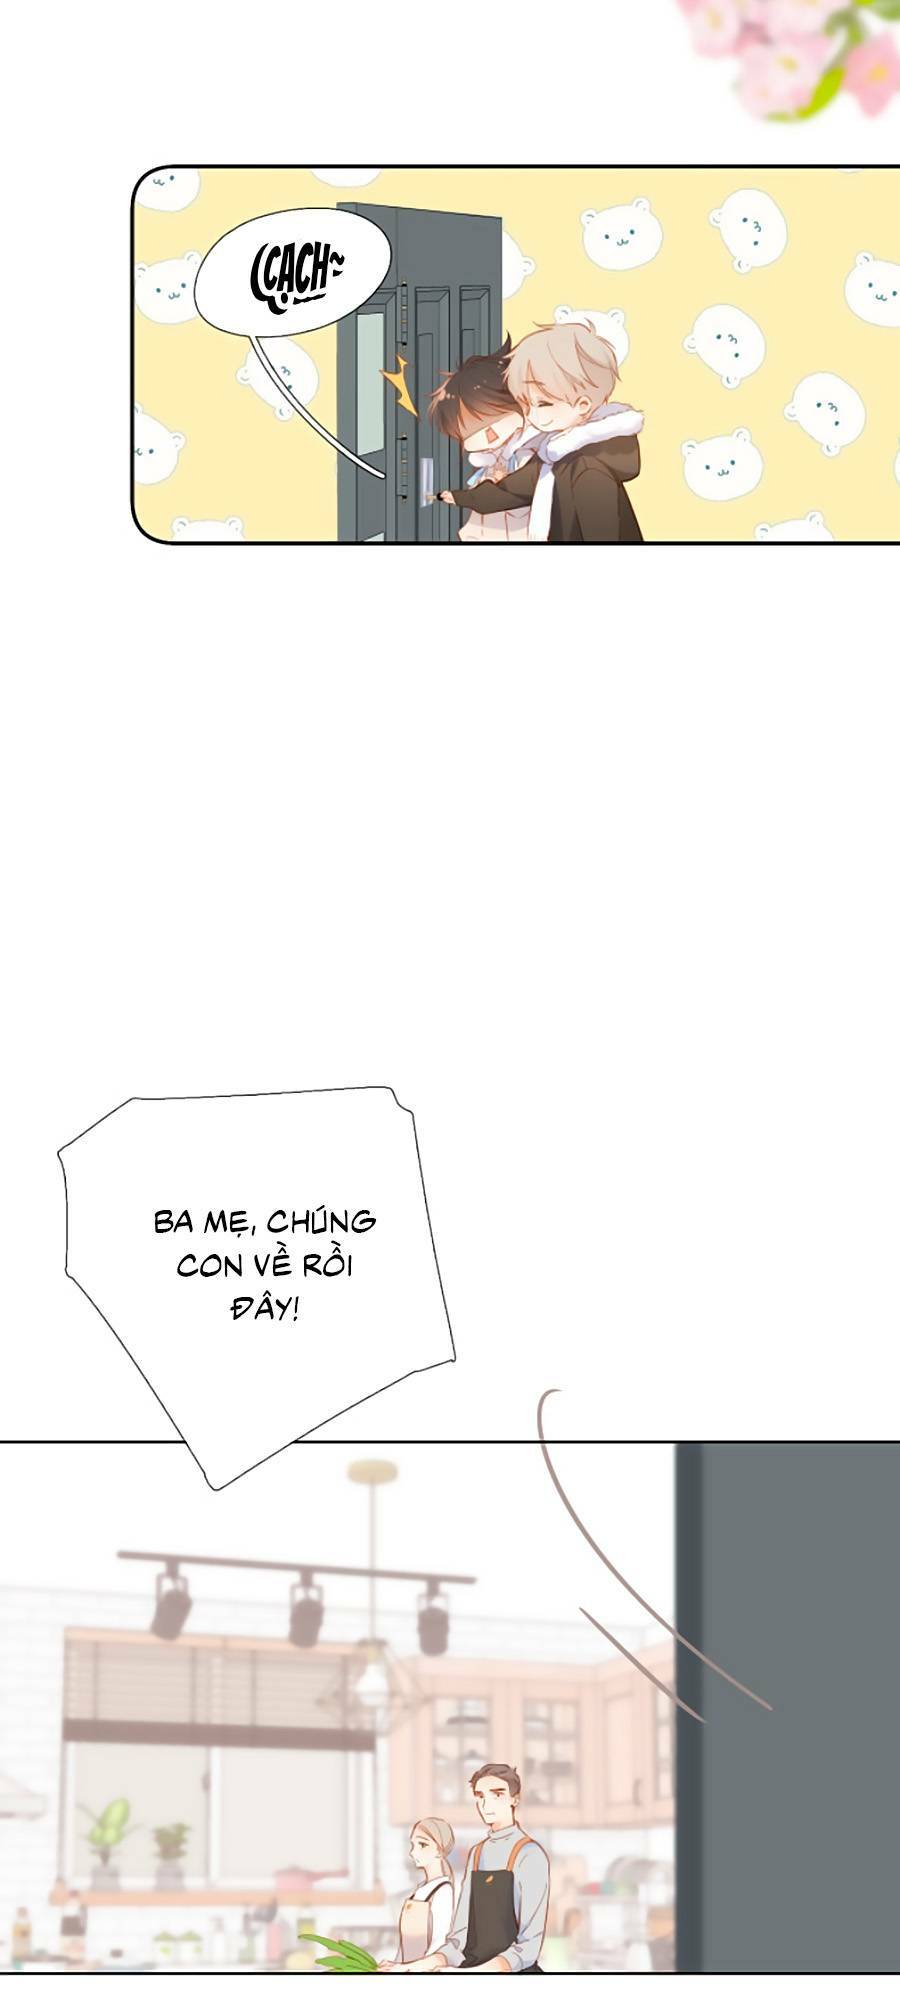 CẠCH~
BA MẸ, CHÚNG
CON VỀ RỒI
ĐÂY!